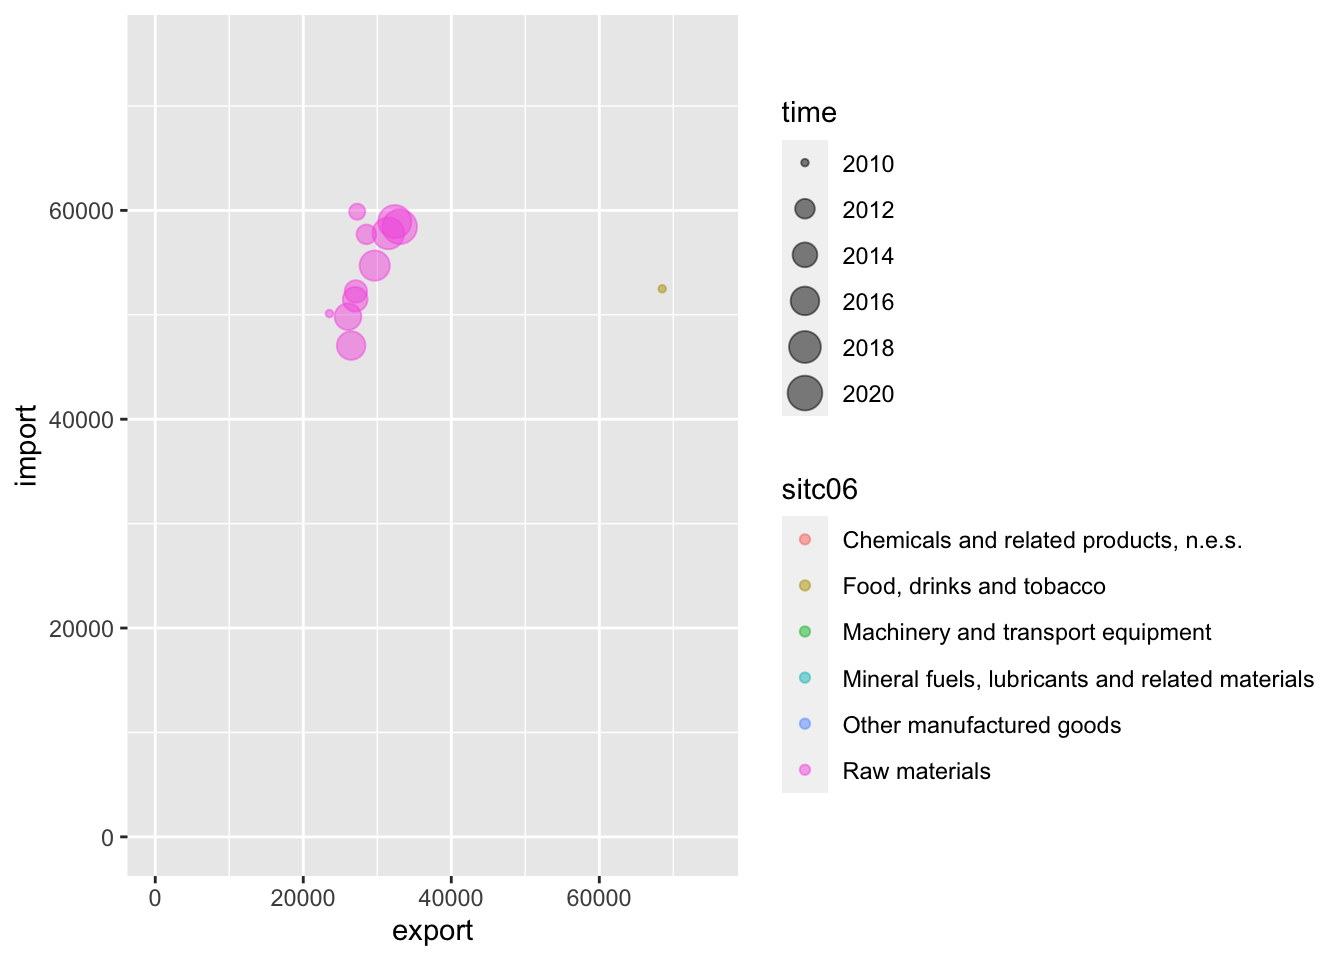 time
2010
2012
2014
2016
2018
2020
sitc06
Chemicals and related products, n.e.s.
Food, drinks and tobacco
Machinery and transport equipment
Mineral fuels, lubricants and related materials
Other manufactured goods
Raw materials
60000
40000
20000
0
import
0 20000 40000 60000
export